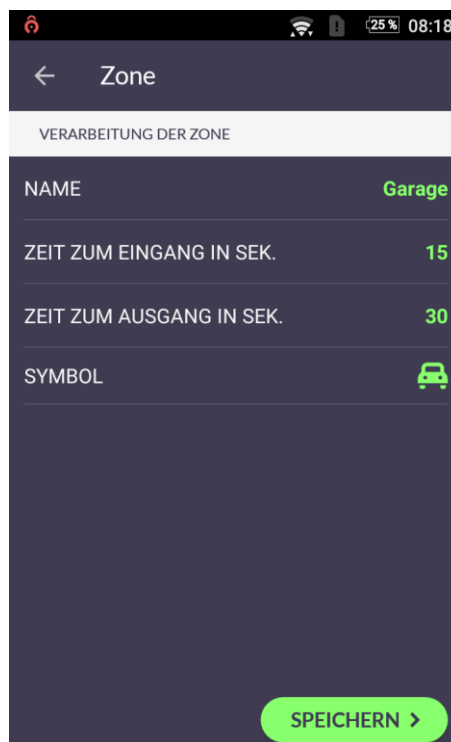 25% 08:18
Zone
VERARBEITUNG DER ZONE
NAME Garage
ZEIT ZUM EINGANG IN SEK. 15
ZEIT ZUM AUSGANG IN SEK. 30
SYMBOL
SPEICHERN